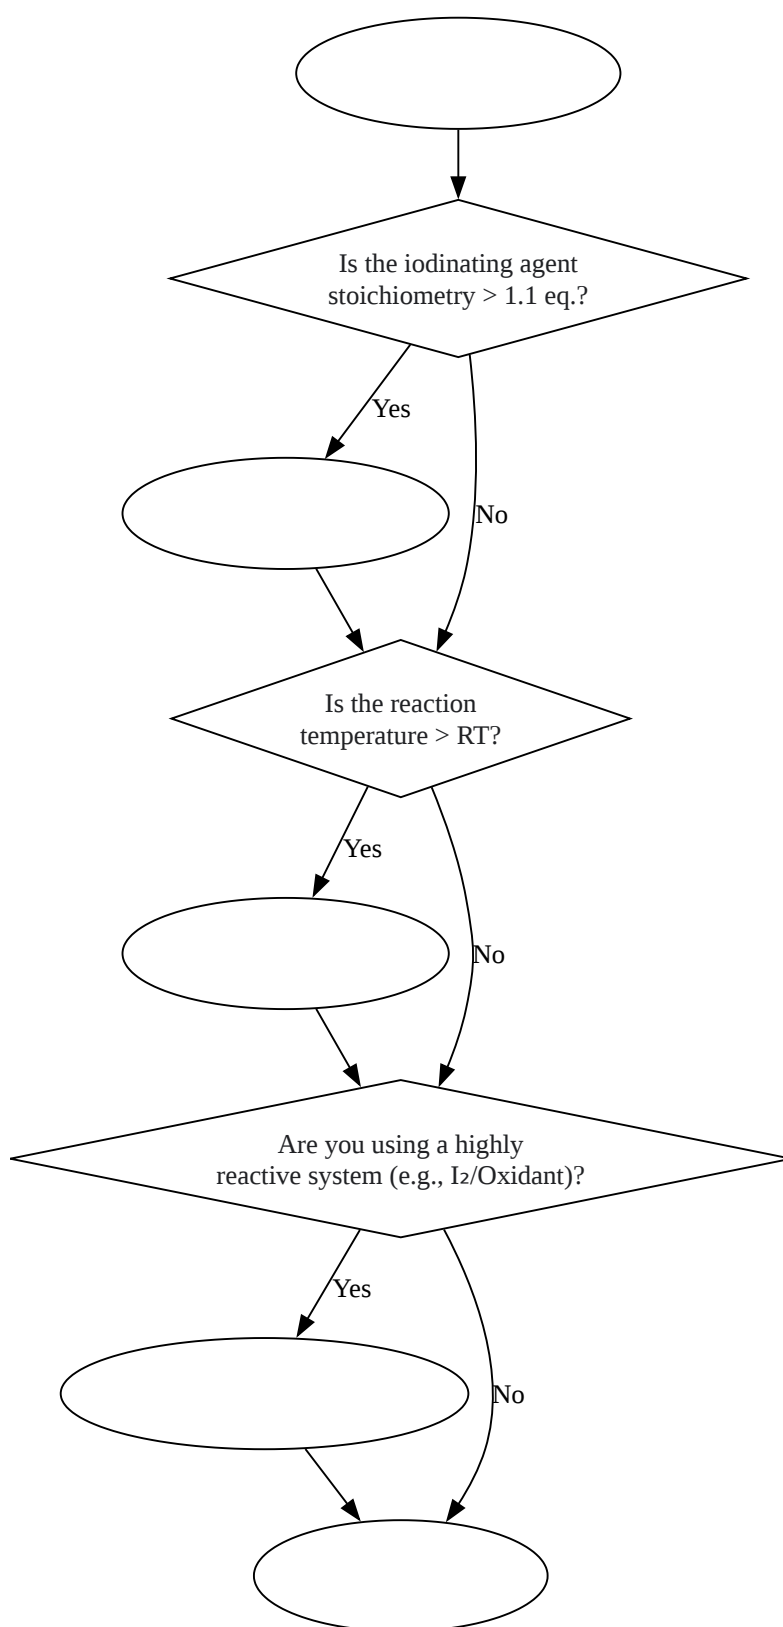 Is the iodinating agent
stoichiometry > 1.1 eq.?
Yes
No
Is the reaction
temperature > RT?
Yes
No
Are you using a highly
reactive system (e.g., I₂/Oxidant)?
Yes
No